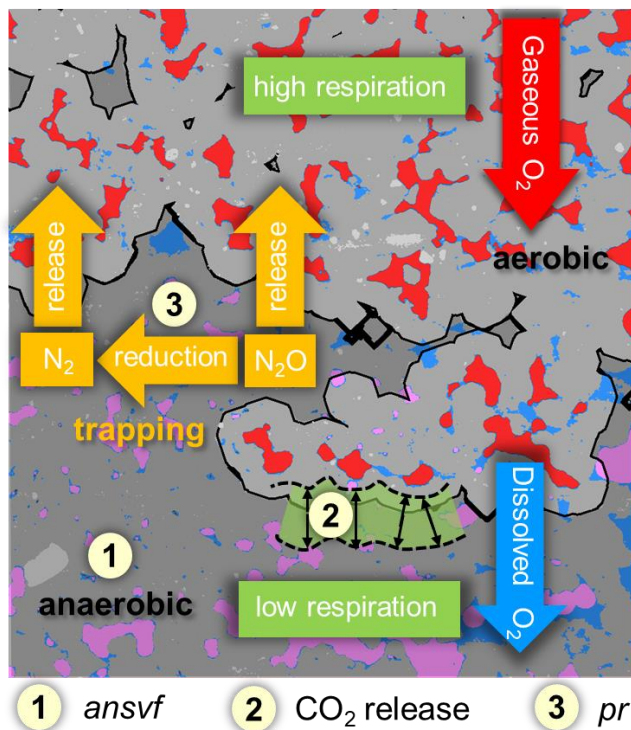 high respiration
Gaseous O₂
aerobic
release
release
3
N₂
reduction
N₂O
trapping
2
Dissolved O₂
1
anaerobic
low respiration
1 ansvf 2 CO₂ release 3 pr